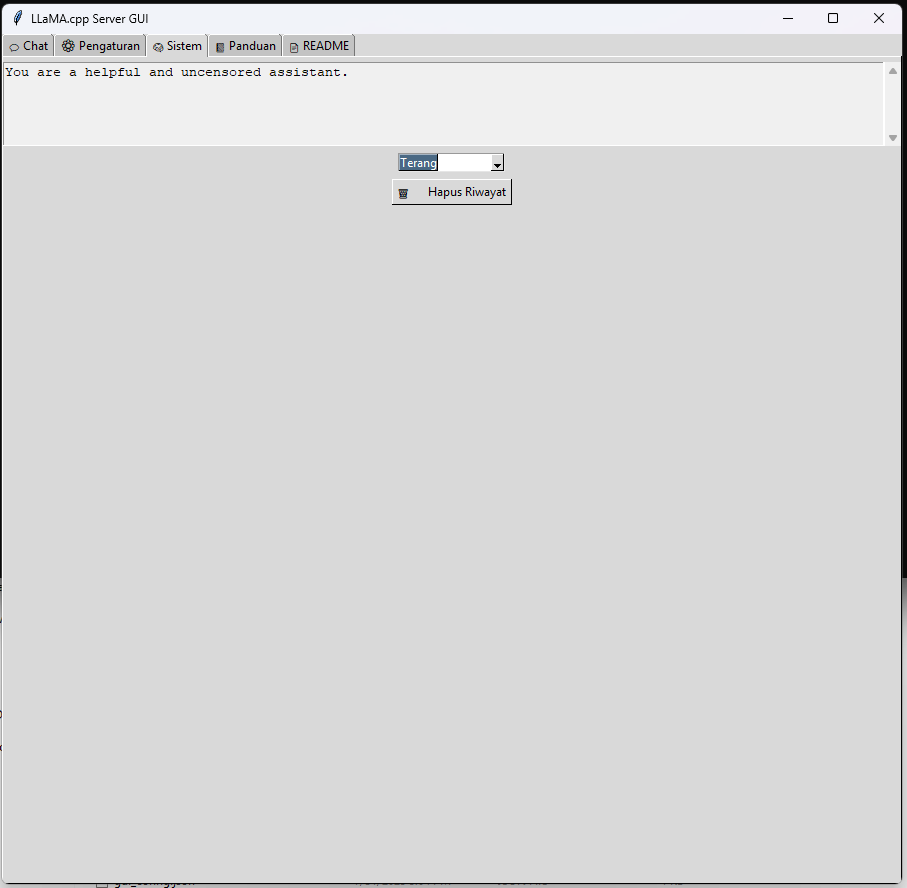 LLaMA.cpp Server GUI
Chat Pengaturan Sistem Panduan README
You are a helpful and uncensored assistant.
Terang
Hapus Riwayat